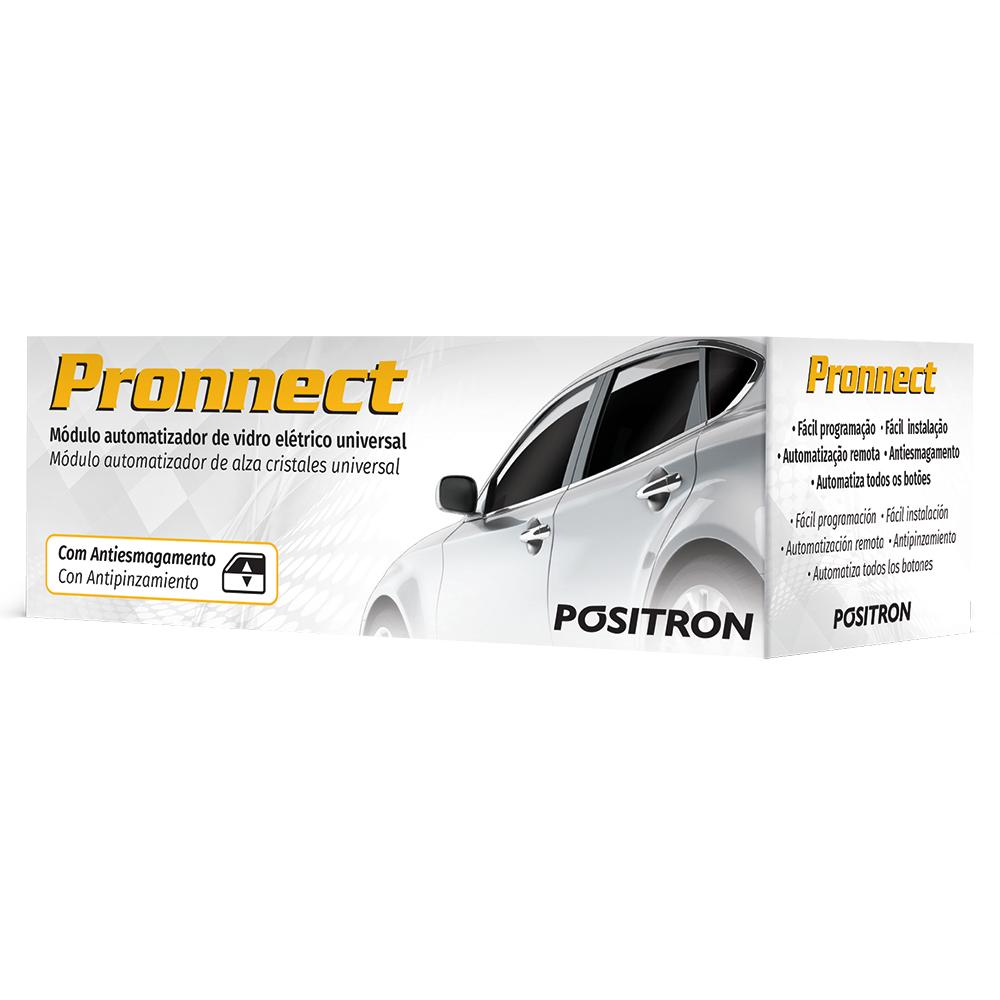 Pronnect
Módulo automatizador de vidro elétrico universal
Módulo automatizador de alza cristales universal
Com Antiesmagamento
Con Antipinzamiento
POSITRON
Pronnect
• Fácil programação • Fácil instalação
• Automatização remota • Antiesmagamento
• Automatiza todos os botões
• Fácil programación • Fácil instalación
• Automatización remota • Antipinzamiento
• Automatiza todos los botones
POSITRON